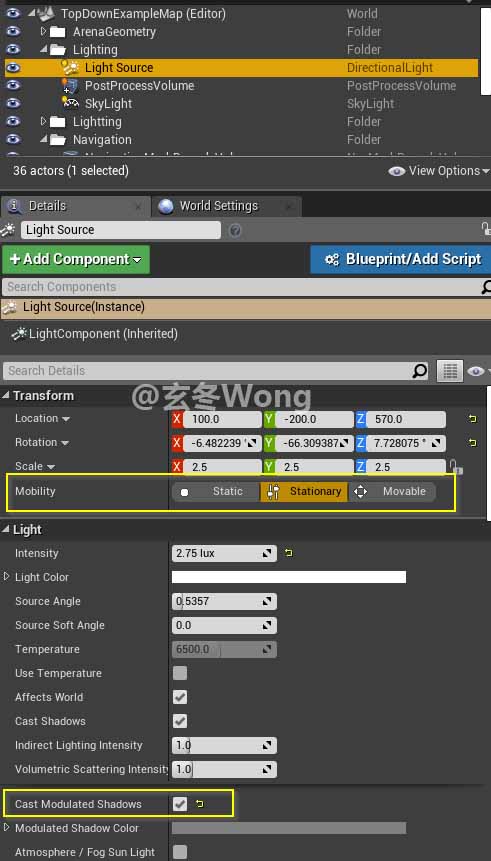 TopDownExampleMap (Editor) World
ArenaGeometry Folder
Lighting Folder
Light Source DirectionalLight
PostProcessVolume PostProcessVolume
SkyLight SkyLight
Lightting Folder
Navigation Folder
36 actors (1 selected) View Options
Details World Settings
Light Source
+ Add Component Blueprint/Add Script
Search Components
Light Source(Instance)
LightComponent (Inherited)
Search Details
Transform
@玄冬Wong
Location X 100.0 Y -200.0 Z 570.0
Rotation X -6.482239 ° Y -66.309387 Z 7.728075 °
Scale X 2.5 Y 2.5 Z 2.5
Mobility Static Stationary Movable
Light
Intensity 2.75 lux
Light Color
Source Angle 0.5357
Source Soft Angle 0.0
Temperature 6500.0
Use Temperature
Affects World
Cast Shadows
Indirect Lighting Intensity 1.0
Volumetric Scattering Intensity 1.0
Cast Modulated Shadows
Modulated Shadow Color
Atmosphere / Fog Sun Light